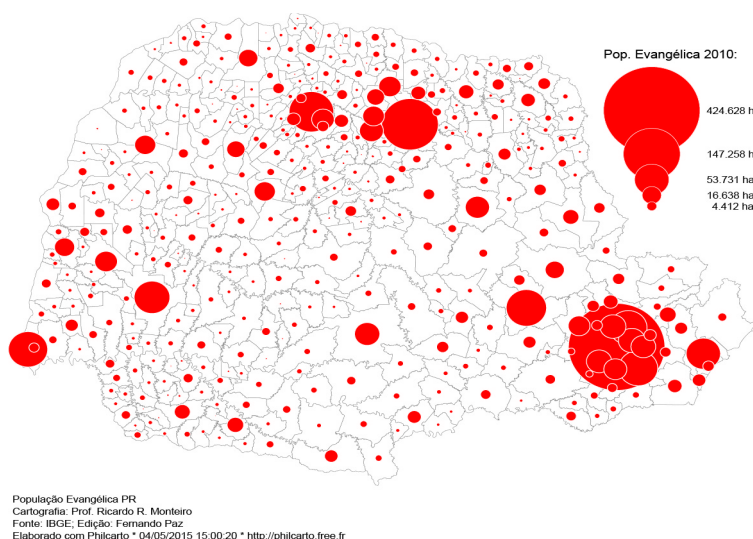 Pop. Evangélica 2010:
424.628 h
147.258 h
53.731 ha
16.638 ha
4.412 ha
População Evangélica PR
Cartografia: Prof. Ricardo R. Monteiro
Fonte: IBGE; Edição: Fernando Paz
Elaborado com Philcarto * 04/05/2015 15:00:20 * http://philcarto.free.fr